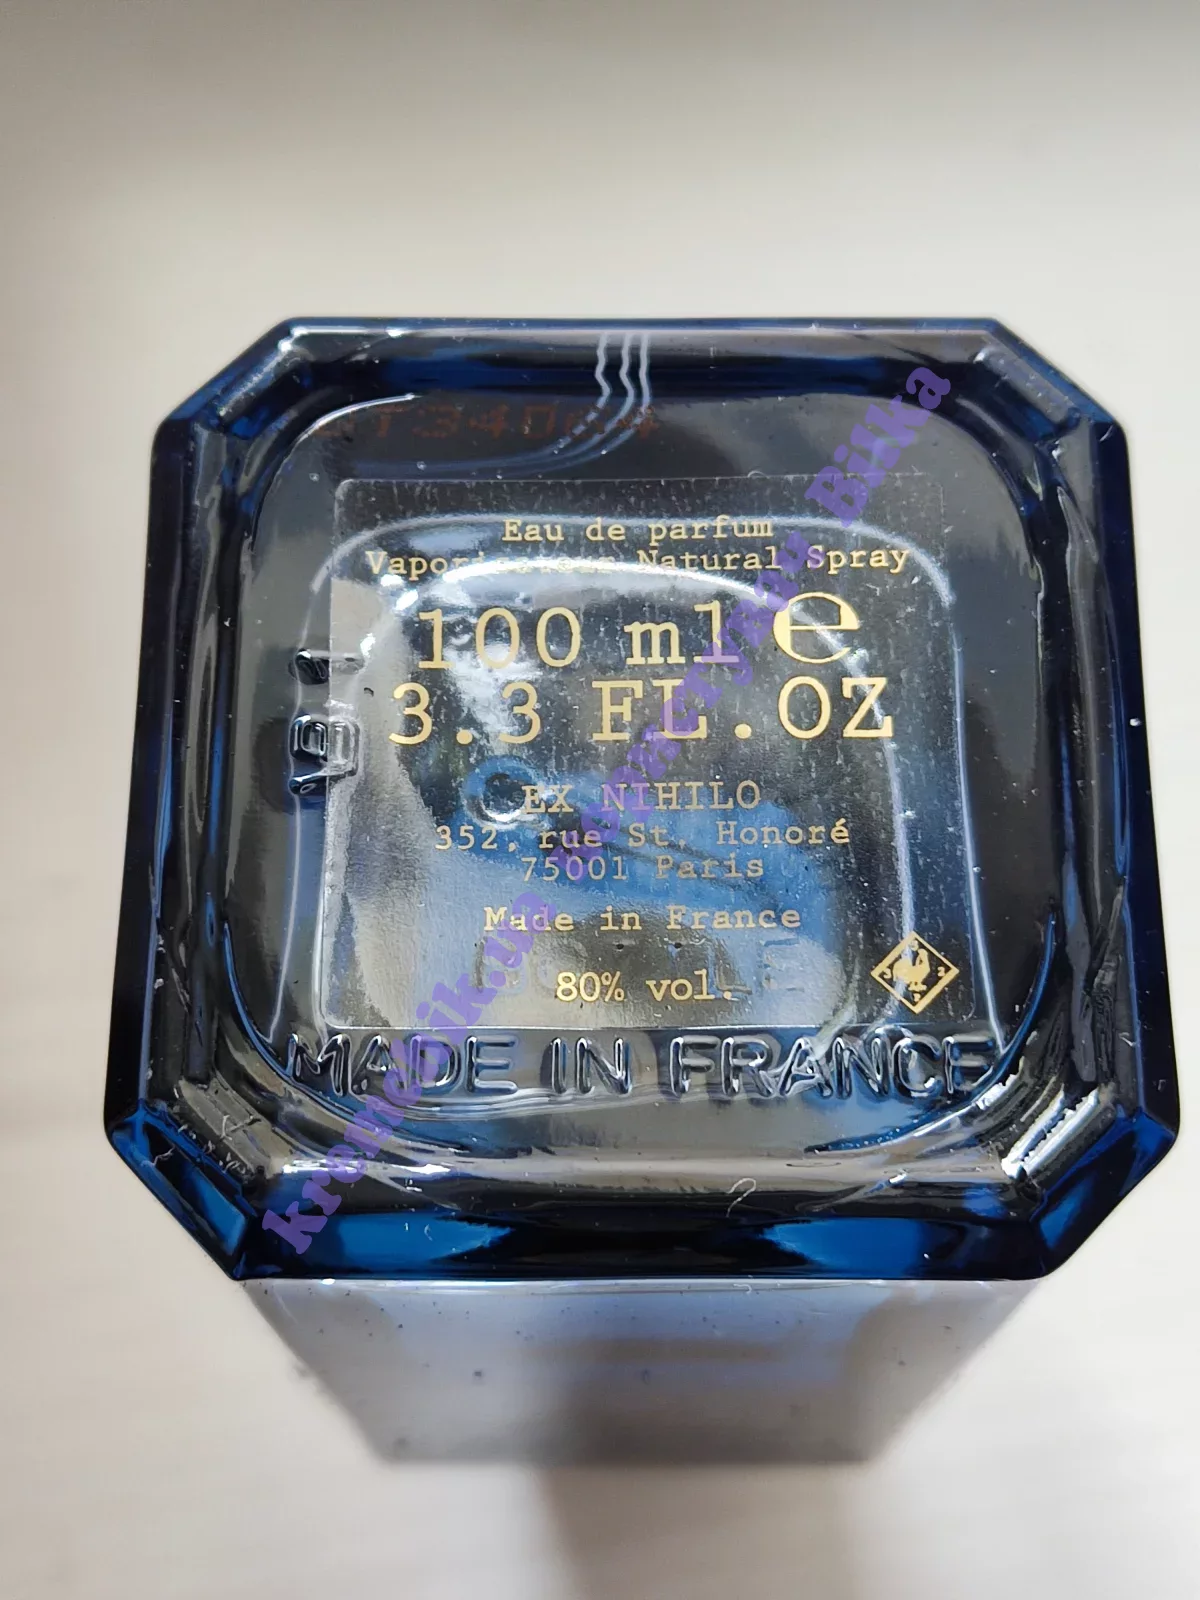 Eau de parfum
Vaporisateur Natural Spray
100 ml e
3.3 FL.OZ
EX NIHILO
352, rue St. Honoré
75001 Paris
Made in France
80% vol.
MADE IN FRANCE